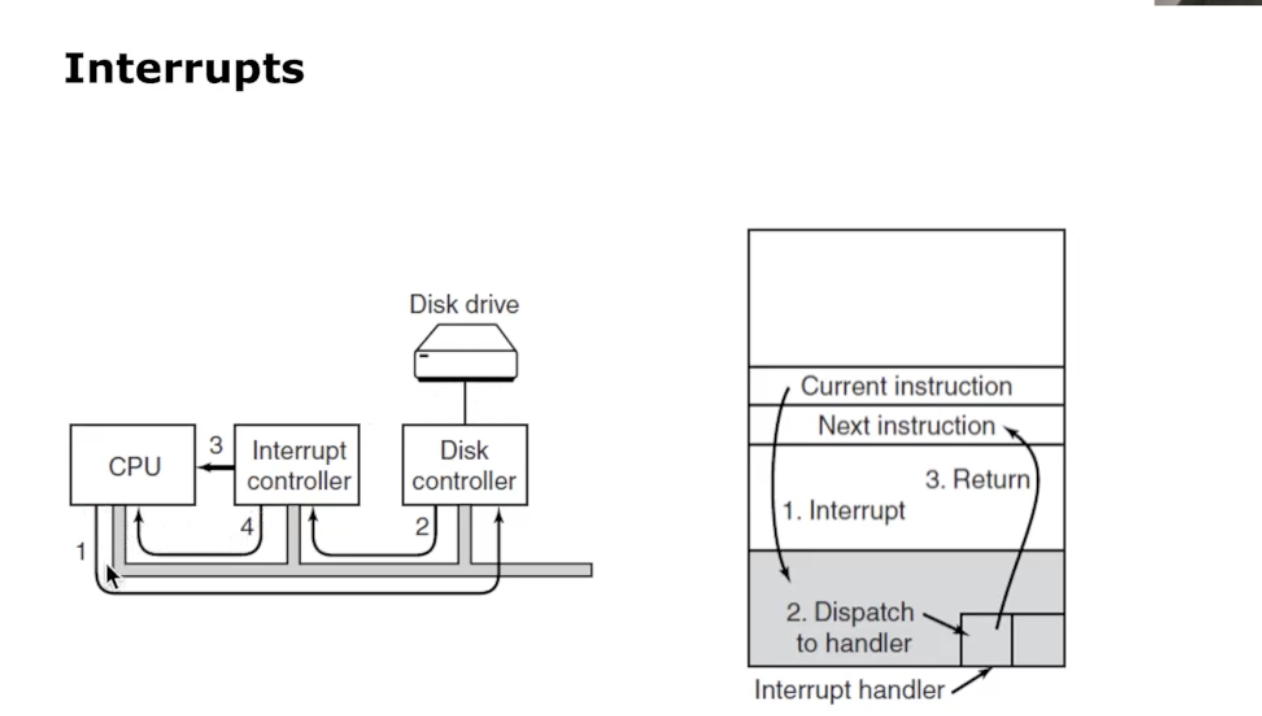 Interrupts
Disk drive
CPU
3
Interrupt
controller
Disk
controller
1
4
2
Current instruction
Next instruction
3. Return
1. Interrupt
2. Dispatch
to handler
Interrupt handler